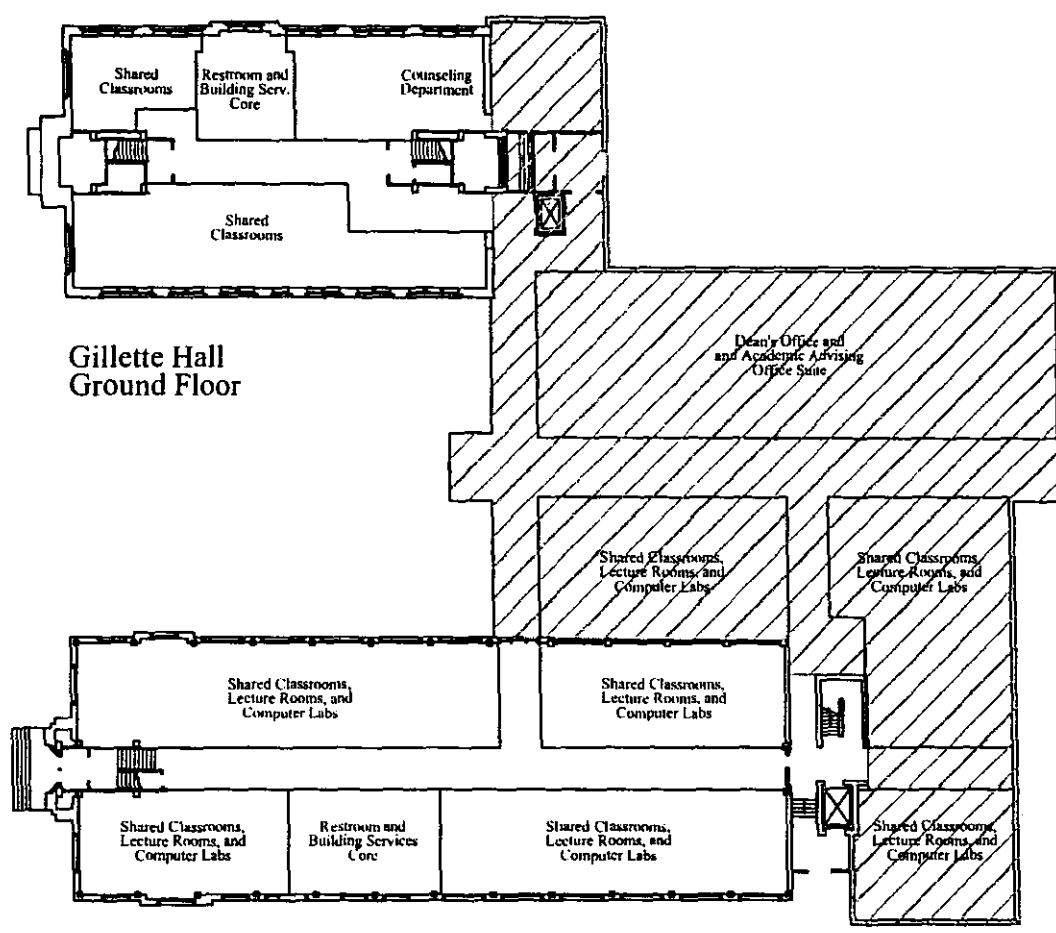 Shared
Classrooms
Restroom and
Building Serv.
Core
Counseling
Department
Shared
Classrooms
Gillette Hall
Ground Floor
Dean's Office and
and Academic Advising
Office Suite
Shared Classrooms,
Lecture Rooms, and
Computer Labs
Shared Classrooms,
Lecture Rooms, and
Computer Labs
Shared Classrooms,
Lecture Rooms, and
Computer Labs
Shared Classrooms,
Lecture Rooms, and
Computer Labs
Shared Classrooms,
Lecture Rooms, and
Computer Labs
Restroom and
Building Services
Core
Shared Classrooms,
Lecture Rooms, and
Computer Labs
Shared Classrooms,
Lecture Rooms, and
Computer Labs